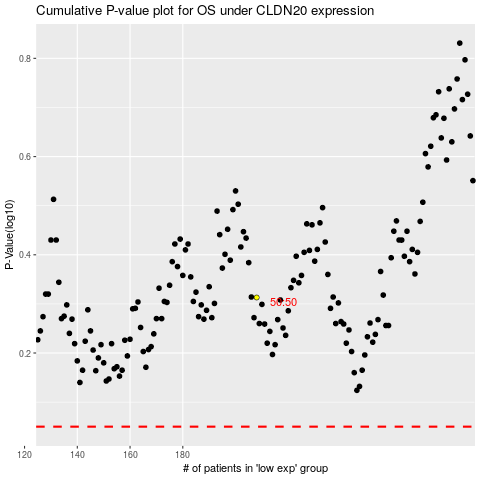 Cumulative P-value plot for OS under CLDN20 expression
P-Value(log10)
0.8
0.6
0.4
0.2
50.50
120 140 160 180
# of patients in 'low exp' group